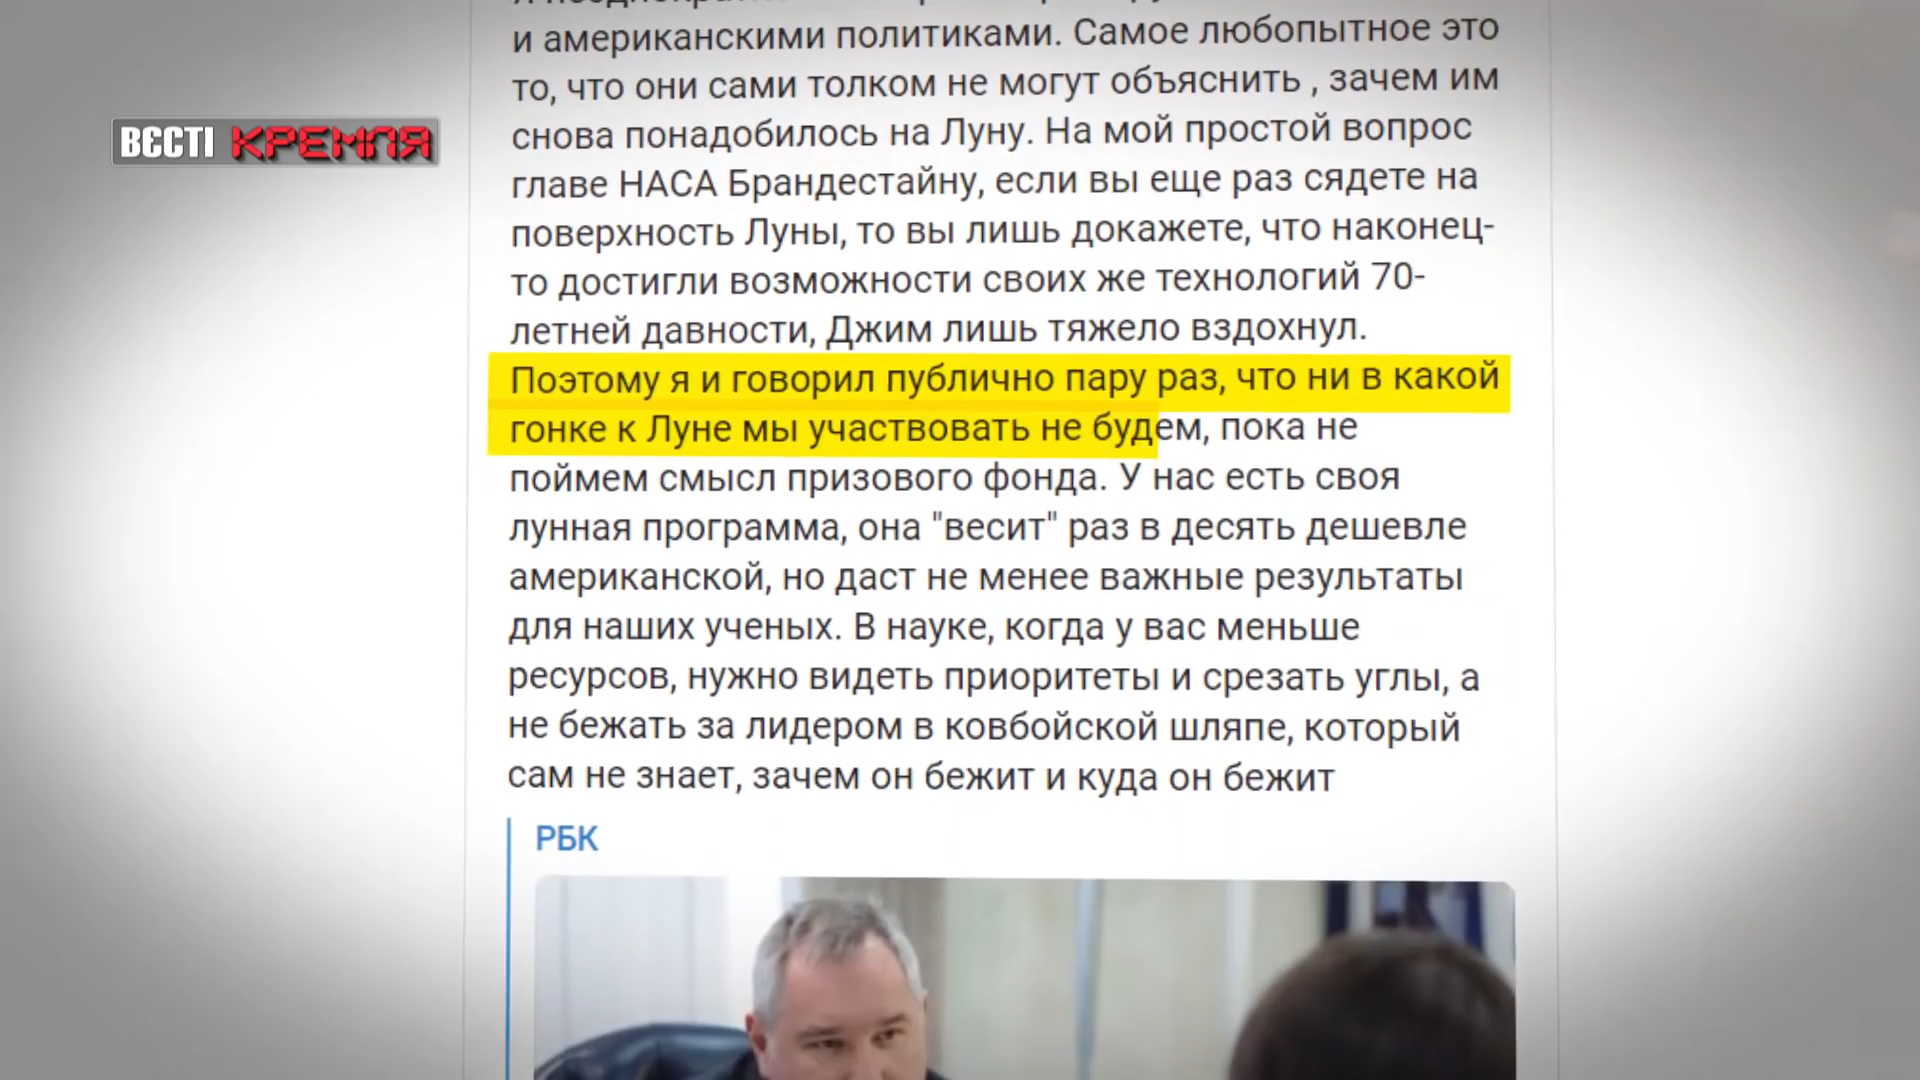 и американскими политиками. Самое любопытное это
то, что они сами толком не могут объяснить , зачем им
снова понадобилось на Луну. На мой простой вопрос
главе НАСА Брандестайну, если вы еще раз сядете на
поверхность Луны, то вы лишь докажете, что наконец-
то достигли возможности своих же технологий 70-
летней давности, Джим лишь тяжело вздохнул.
Поэтому я и говорил публично пару раз, что ни в какой
гонке к Луне мы участвовать не будем, пока не
поймем смысл призового фонда. У нас есть своя
лунная программа, она "весит" раз в десять дешевле
американской, но даст не менее важные результаты
для наших ученых. В науке, когда у вас меньше
ресурсов, нужно видеть приоритеты и срезать углы, а
не бежать за лидером в ковбойской шляпе, который
сам не знает, зачем он бежит и куда он бежит
РБК
ВЄСТІ КРЕМЛЯ